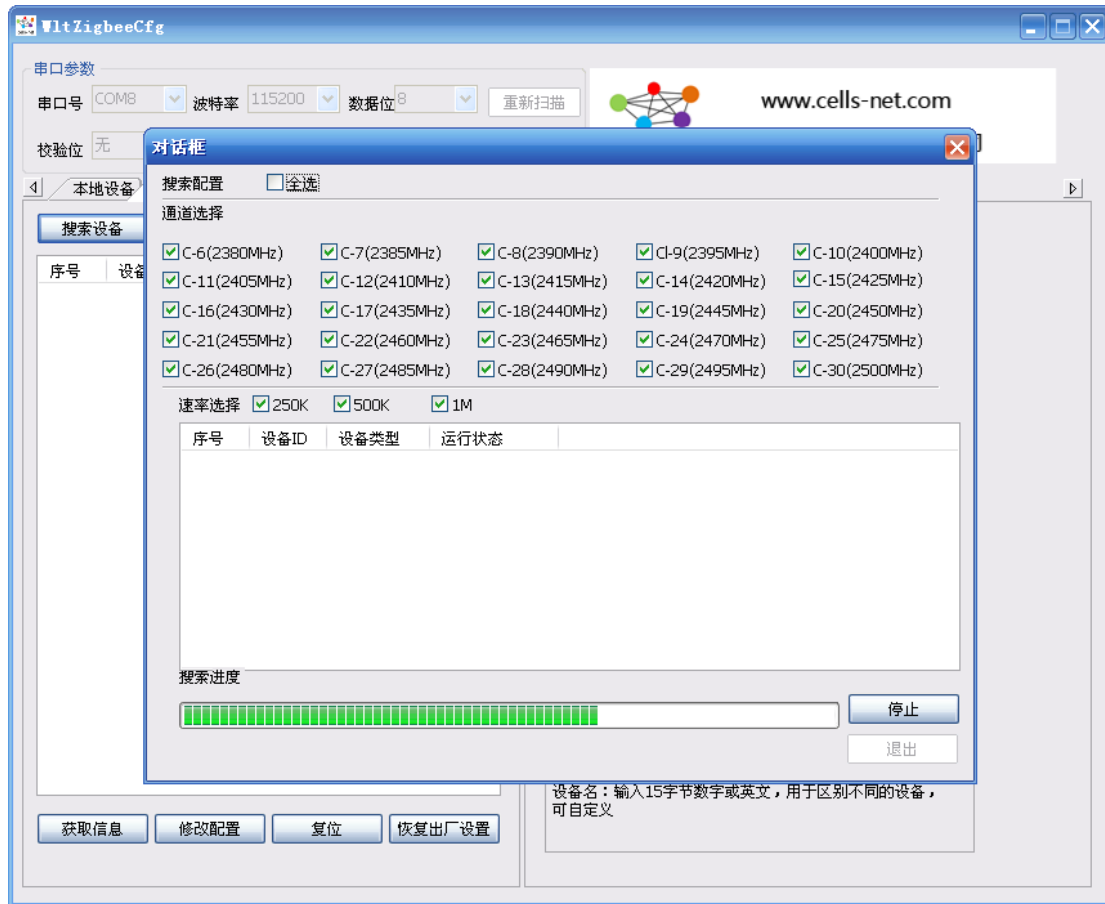 WltZigbeeCfg
串口参数
串口号 COM8 波特率 115200 数据位 8 重新扫描
www.cells-net.com
校验位 无
对话框
本地设备
搜索配置 全选
通道选择
搜索设备
C-6(2380MHz) C-7(2385MHz) C-8(2390MHz) Cl-9(2395MHz) C-10(2400MHz)
序号 设备
C-11(2405MHz) C-12(2410MHz) C-13(2415MHz) C-14(2420MHz) C-15(2425MHz)
C-16(2430MHz) C-17(2435MHz) C-18(2440MHz) C-19(2445MHz) C-20(2450MHz)
C-21(2455MHz) C-22(2460MHz) C-23(2465MHz) C-24(2470MHz) C-25(2475MHz)
C-26(2480MHz) C-27(2485MHz) C-28(2490MHz) C-29(2495MHz) C-30(2500MHz)
速率选择 250K 500K 1M
序号 设备ID 设备类型 运行状态
搜索进度
停止
退出
设备名：输入15字节数字或英文，用于区别不同的设备，
可自定义
获取信息 修改配置 复位 恢复出厂设置